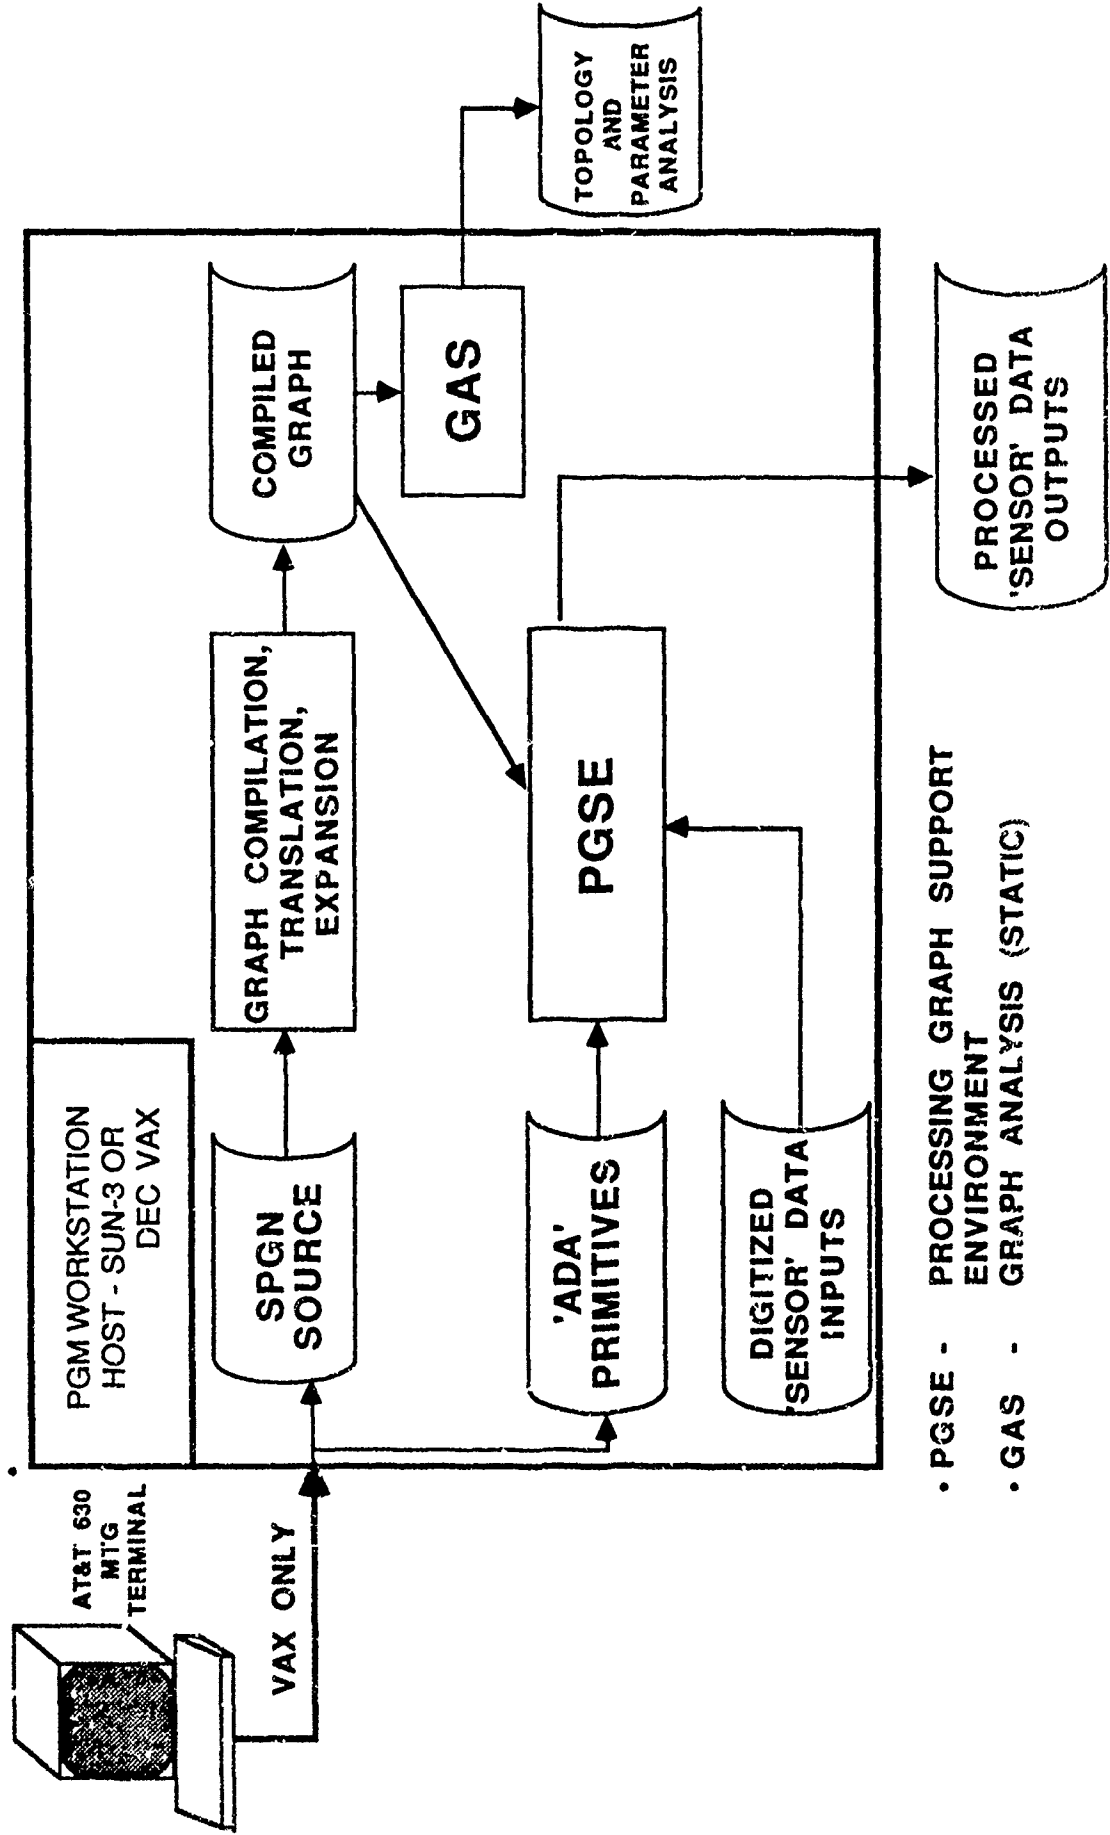 AT&T 630
MTG
TERMINAL
VAX ONLY
PGM WORKSTATION
HOST - SUN-3 OR
DEC VAX
SPGN
SOURCE
GRAPH COMPILATION,
TRANSLATION,
EXPANSION
COMPILED
GRAPH
GAS
TOPOLOGY
AND
PARAMETER
ANALYSIS
'ADA'
PRIMITIVES
PGSE
DIGITIZED
'SENSOR' DATA
INPUTS
PROCESSED
'SENSOR' DATA
OUTPUTS
• PGSE - PROCESSING GRAPH SUPPORT
ENVIRONMENT
• GAS - GRAPH ANALYSIS (STATIC)